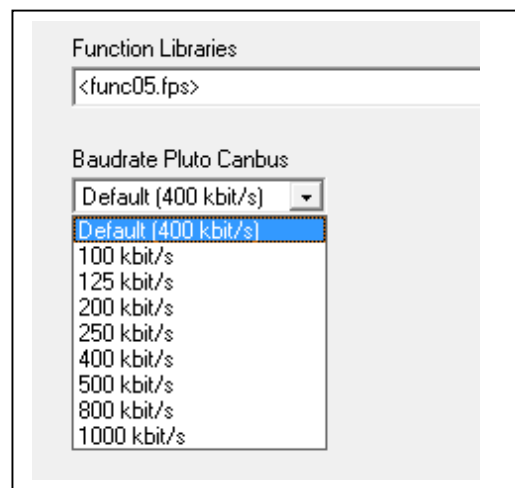 Function Libraries
<func05.fps>
Baudrate Pluto Canbus
Default (400 kbit/s)
Default (400 kbit/s)
100 kbit/s
125 kbit/s
200 kbit/s
250 kbit/s
400 kbit/s
500 kbit/s
800 kbit/s
1000 kbit/s